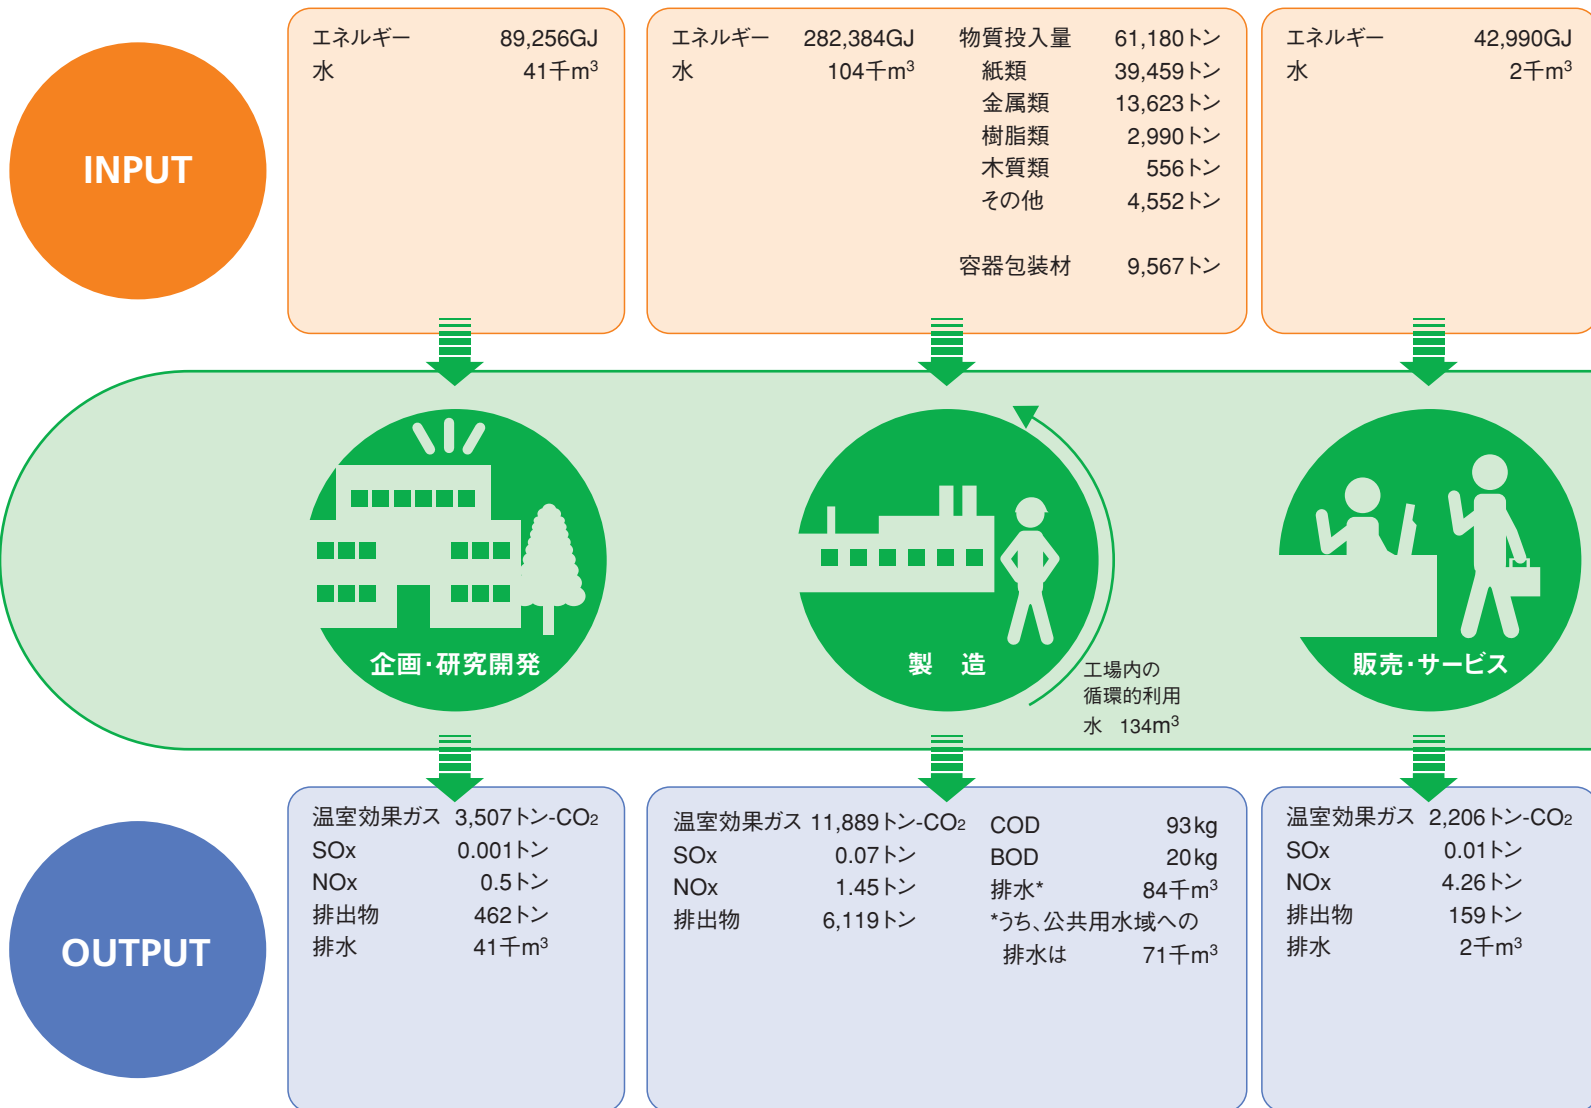 INPUT
エネルギー 89,256GJ
水 41千m³
エネルギー 282,384GJ
水 104千m³
物質投入量 61,180トン
紙類 39,459トン
金属類 13,623トン
樹脂類 2,990トン
木質類 556トン
その他 4,552トン
容器包装材 9,567トン
エネルギー 42,990GJ
水 2千m³
企画・研究開発
製 造
工場内の
循環的利用
水 134m³
販売・サービス
OUTPUT
温室効果ガス 3,507トン-CO₂
SOx 0.001トン
NOx 0.5トン
排出物 462トン
排水 41千m³
温室効果ガス 11,889トン-CO₂
SOx 0.07トン
NOx 1.45トン
排出物 6,119トン
COD 93kg
BOD 20kg
排水* 84千m³
*うち、公共用水域への
排水は 71千m³
温室効果ガス 2,206トン-CO₂
SOx 0.01トン
NOx 4.26トン
排出物 159トン
排水 2千m³